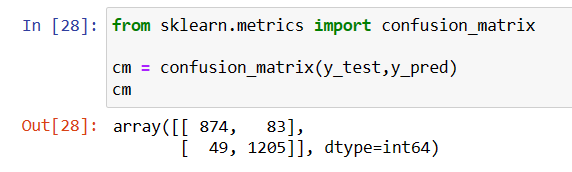 In [28]: from sklearn.metrics import confusion_matrix
cm = confusion_matrix(y_test,y_pred)
cm
Out[28]: array([[ 874,   83],
       [  49, 1205]], dtype=int64)